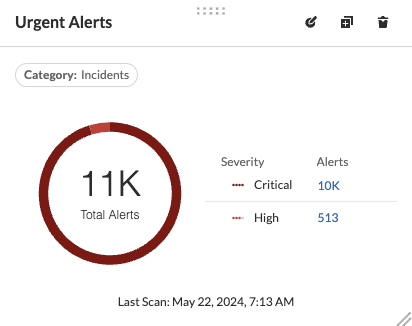 Urgent Alerts
Category: Incidents
11K
Total Alerts
Severity Alerts
Critical 10K
High 513
Last Scan: May 22, 2024, 7:13 AM